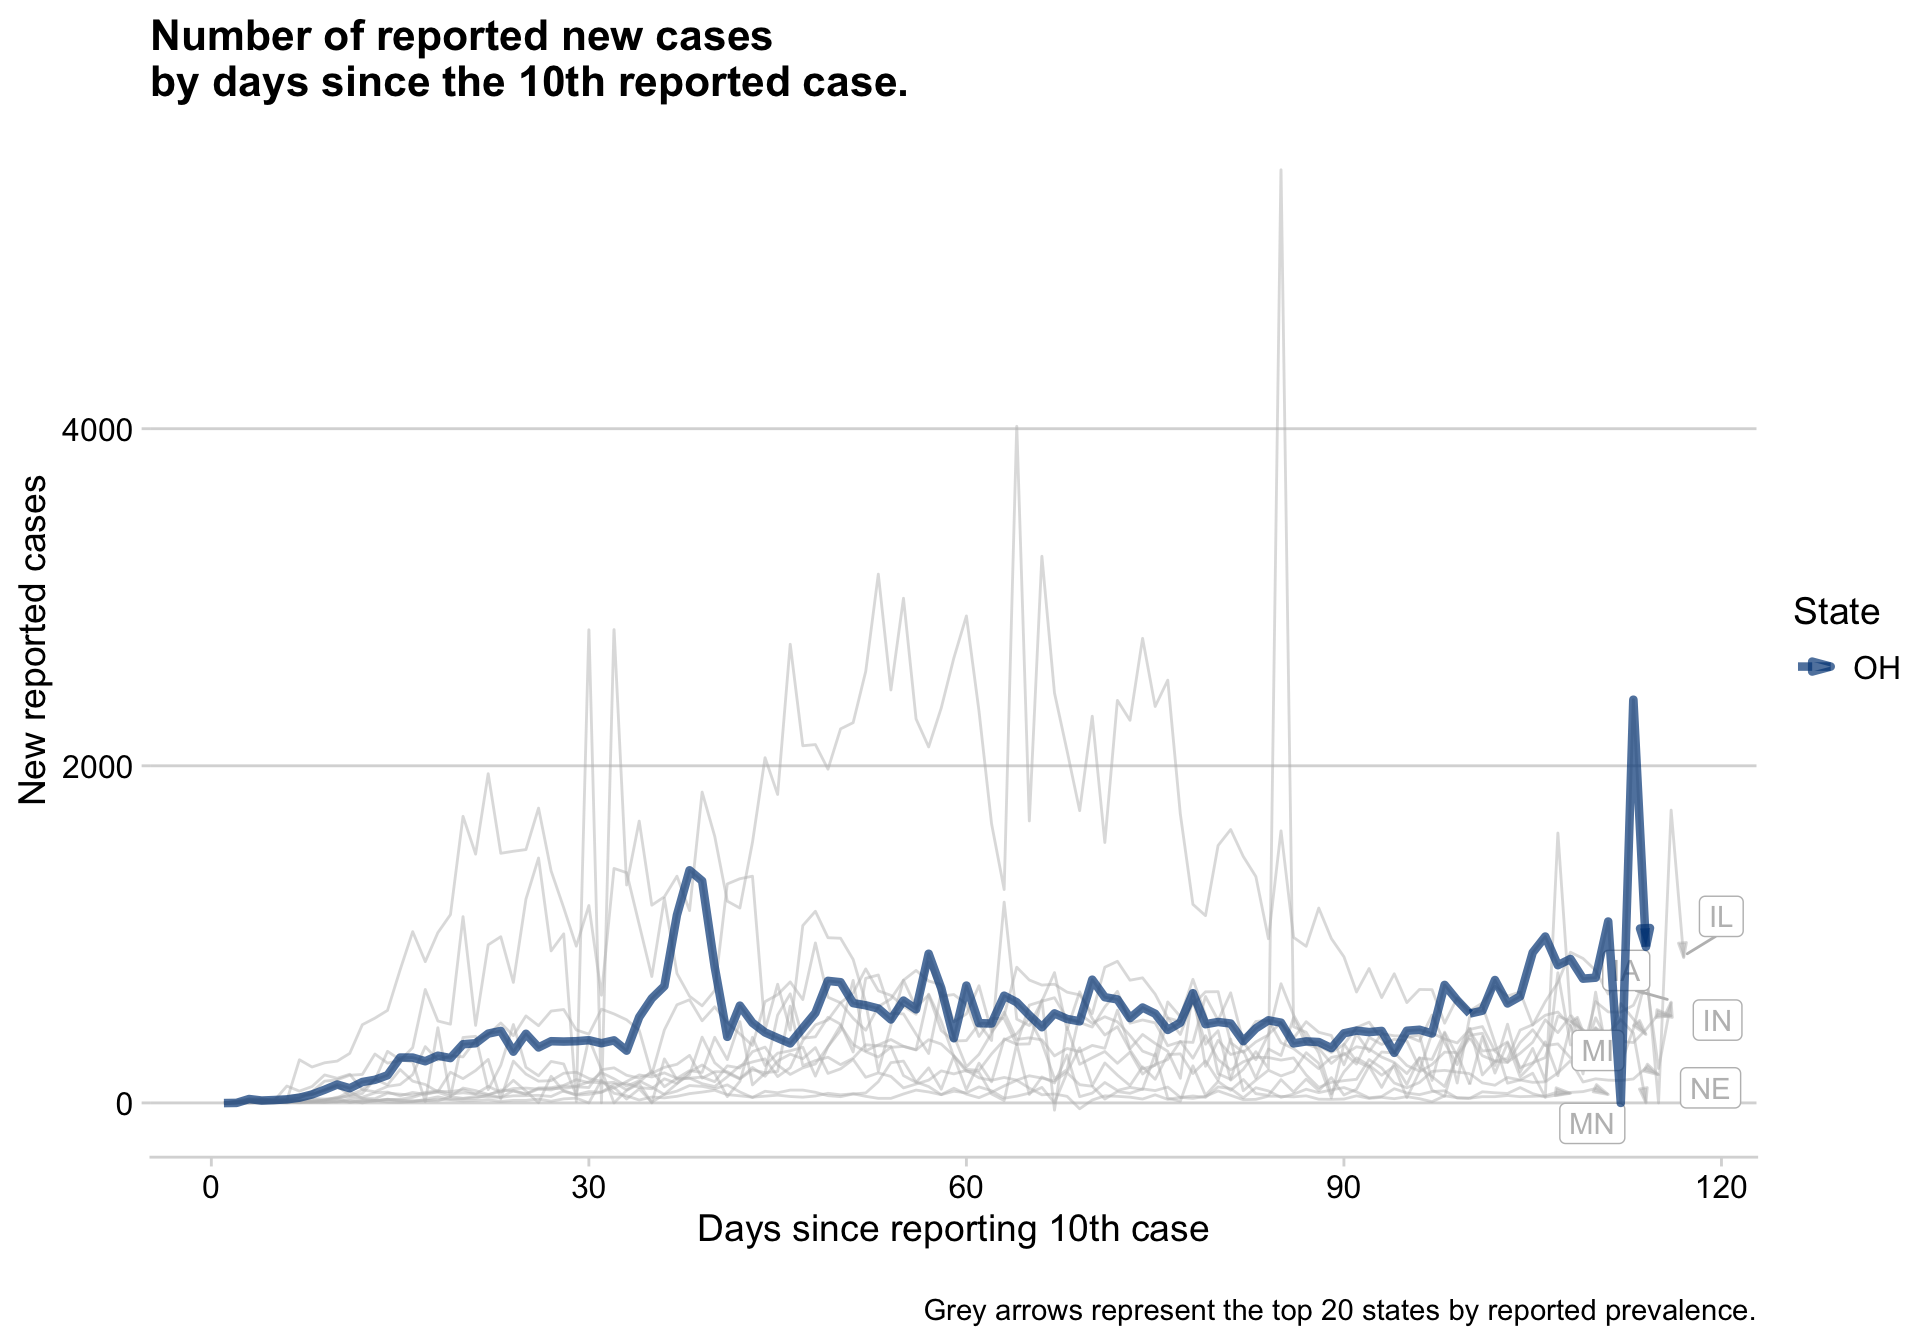 Number of reported new cases
by days since the 10th reported case.
New reported cases
4000
2000
0
0
30
60
90
120
Days since reporting 10th case
State
OH
IL
IN
MI
NE
MN
Grey arrows represent the top 20 states by reported prevalence.